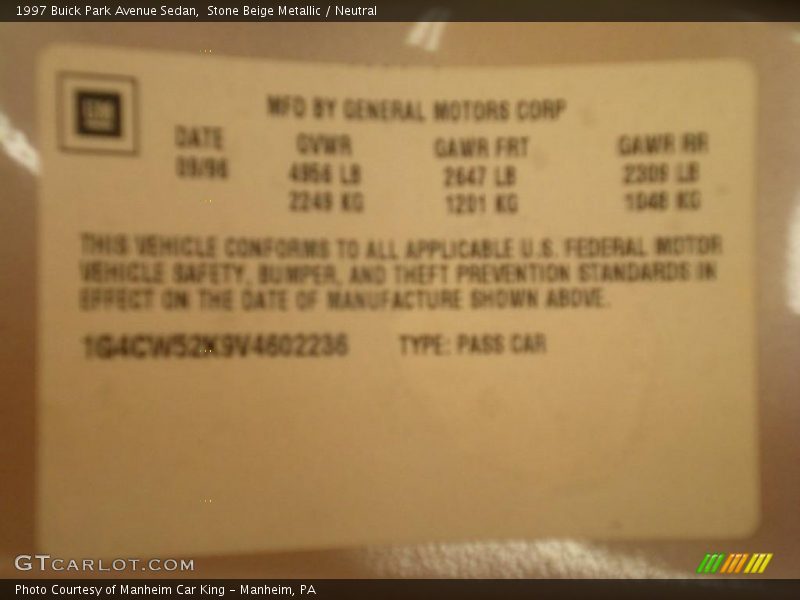 1997 Buick Park Avenue Sedan, Stone Beige Metallic / Neutral
GM
MFD BY GENERAL MOTORS CORP
DATE GVWR GAWR FRT GAWR RR
09/96 4956 LB 2647 LB 2309 LB
2249 KG 1201 KG 1048 KG
THIS VEHICLE CONFORMS TO ALL APPLICABLE U.S. FEDERAL MOTOR
VEHICLE SAFETY, BUMPER, AND THEFT PREVENTION STANDARDS IN
EFFECT ON THE DATE OF MANUFACTURE SHOWN ABOVE.
1G4CW52K9V4602236 TYPE: PASS CAR
GTCARLOT.COM
Photo Courtesy of Manheim Car King - Manheim, PA